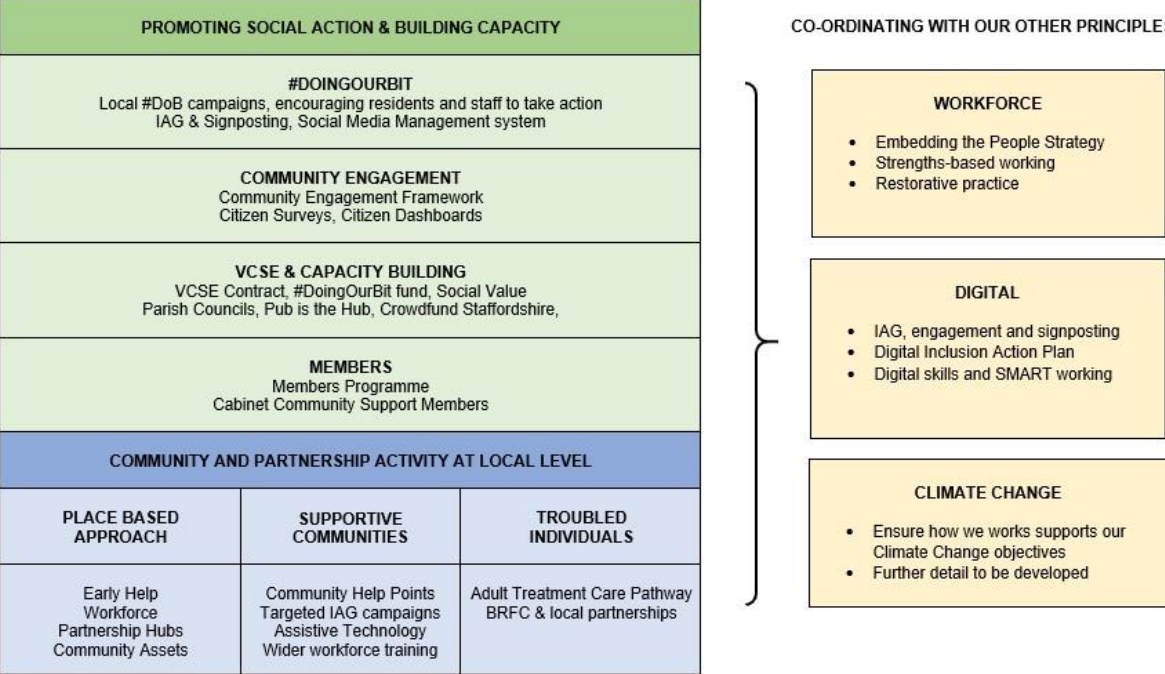 PROMOTING SOCIAL ACTION & BUILDING CAPACITY
#DOINGOURBIT
Local #DoB campaigns, encouraging residents and staff to take action
IAG & Signposting, Social Media Management system
COMMUNITY ENGAGEMENT
Community Engagement Framework
Citizen Surveys, Citizen Dashboards
VCSE & CAPACITY BUILDING
VCSE Contract, #DoingOurBit fund, Social Value
Parish Councils, Pub is the Hub, Crowdfund Staffordshire,
MEMBERS
Members Programme
Cabinet Community Support Members
COMMUNITY AND PARTNERSHIP ACTIVITY AT LOCAL LEVEL
PLACE BASED
APPROACH
Early Help
Workforce
Partnership Hubs
Community Assets
SUPPORTIVE
COMMUNITIES
Community Help Points
Targeted IAG campaigns
Assistive Technology
Wider workforce training
TROUBLED
INDIVIDUALS
Adult Treatment Care Pathway
BRFC & local partnerships
CO-ORDINATING WITH OUR OTHER PRINCIPLE
WORKFORCE
• Embedding the People Strategy
• Strengths-based working
• Restorative practice
DIGITAL
• IAG, engagement and signposting
• Digital Inclusion Action Plan
• Digital skills and SMART working
CLIMATE CHANGE
• Ensure how we works supports our
Climate Change objectives
• Further detail to be developed